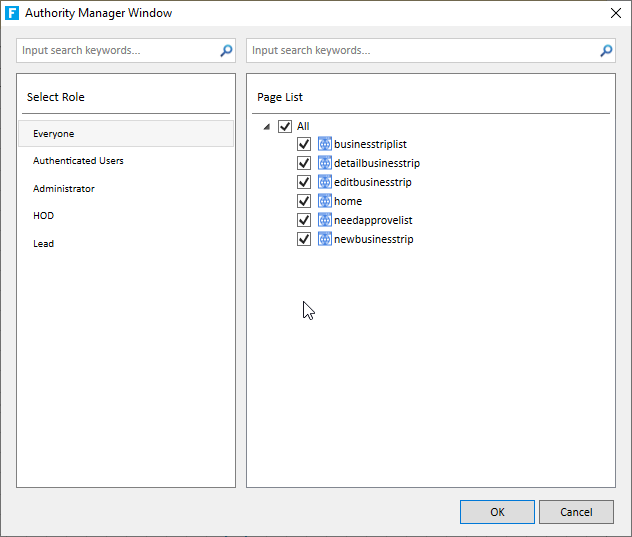 F Authority Manager Window
Input search keywords...
Input search keywords...
Select Role
Everyone
Authenticated Users
Administrator
HOD
Lead
Page List
All
businesstriplist
detailbusinesstrip
editbusinesstrip
home
needapprovelist
newbusinesstrip
OK
Cancel